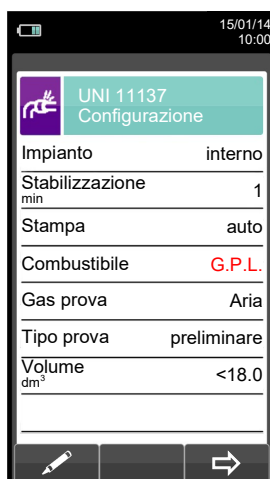 15/01/14
10:00
UNI 11137
Configurazione
Impianto interno
Stabilizzazione 1
min
Stampa auto
Combustibile G.P.L.
Gas prova Aria
Tipo prova preliminare
Volume <18.0
dm³